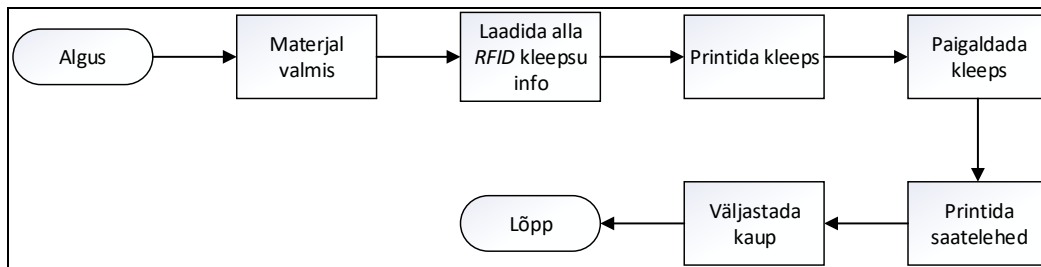 Algus
Materjal
valmis
Laadida alla
RFID kleepsu
info
Printida kleeps
Paigaldada
kleeps
Printida
saatelehed
Väljastada
kaup
Lõpp